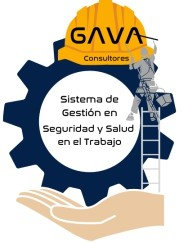 GAVA
Consultores
Sistema de
Gestión en
Seguridad y Salud
en el Trabajo